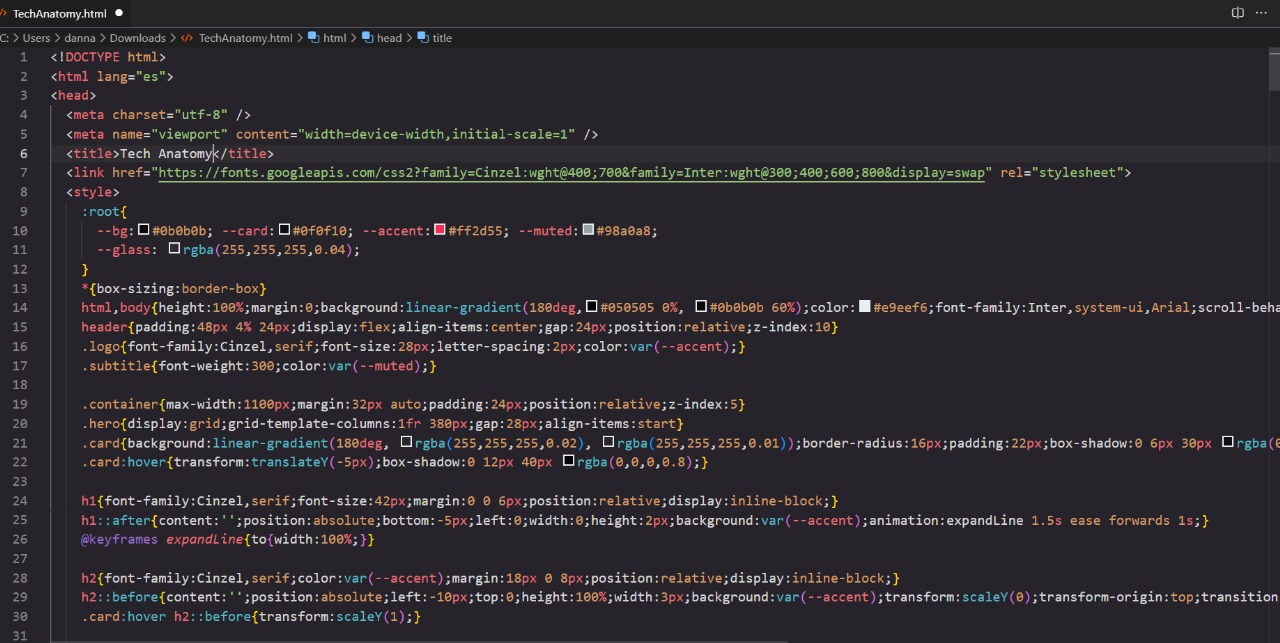 TechAnatomy.html
C: > Users > danna > Downloads > TechAnatomy.html > html > head > title
1 <!DOCTYPE html>
2 <html lang="es">
3 <head>
4 <meta charset="utf-8" />
5 <meta name="viewport" content="width=device-width,initial-scale=1" />
6 <title>Tech Anatomy</title>
7 <link href="https://fonts.googleapis.com/css2?family=Cinzel:wght@400;700&family=Inter:wght@300;400;600;800&display=swap" rel="stylesheet">
8 <style>
9 :root{
10 --bg:#0b0b0b; --card:#0f0f10; --accent:#ff2d55; --muted:#98a0a8;
11 --glass: rgba(255,255,255,0.04);
12 }
13 *{box-sizing:border-box}
14 html,body{height:100%;margin:0;background:linear-gradient(180deg,#050505 0%, #0b0b0b 60%);color:#e9eef6;font-family:Inter,system-ui,Arial;scroll-beha
15 header{padding:48px 4% 24px;display:flex;align-items:center;gap:24px;position:relative;z-index:10}
16 .logo{font-family:Cinzel,serif;font-size:28px;letter-spacing:2px;color:var(--accent);}
17 .subtitle{font-weight:300;color:var(--muted);}
18
19 .container{max-width:1100px;margin:32px auto;padding:24px;position:relative;z-index:5}
20 .hero{display:grid;grid-template-columns:1fr 380px;gap:28px;align-items:start}
21 .card{background:linear-gradient(180deg, rgba(255,255,255,0.02), rgba(255,255,255,0.01));border-radius:16px;padding:22px;box-shadow:0 6px 30px rgba(0
22 .card:hover{transform:translateY(-5px);box-shadow:0 12px 40px rgba(0,0,0,0.8);}
23
24 h1{font-family:Cinzel,serif;font-size:42px;margin:0 0 6px;position:relative;display:inline-block;}
25 h1::after{content:'';position:absolute;bottom:-5px;left:0;width:0;height:2px;background:var(--accent);animation:expandLine 1.5s ease forwards 1s;}
26 @keyframes expandLine{to{width:100%;}}
27
28 h2{font-family:Cinzel,serif;color:var(--accent);margin:18px 0 8px;position:relative;display:inline-block;}
29 h2::before{content:'';position:absolute;left:-10px;top:0;height:100%;width:3px;background:var(--accent);transform:scaleY(0);transform-origin:top;transition
30 .card:hover h2::before{transform:scaleY(1);}
31